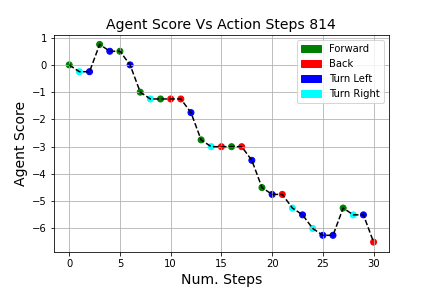 Agent Score Vs Action Steps 814
Forward
Back
Turn Left
Turn Right
Agent Score
1
0
−1
−2
−3
−4
−5
−6
0 5 10 15 20 25 30
Num. Steps